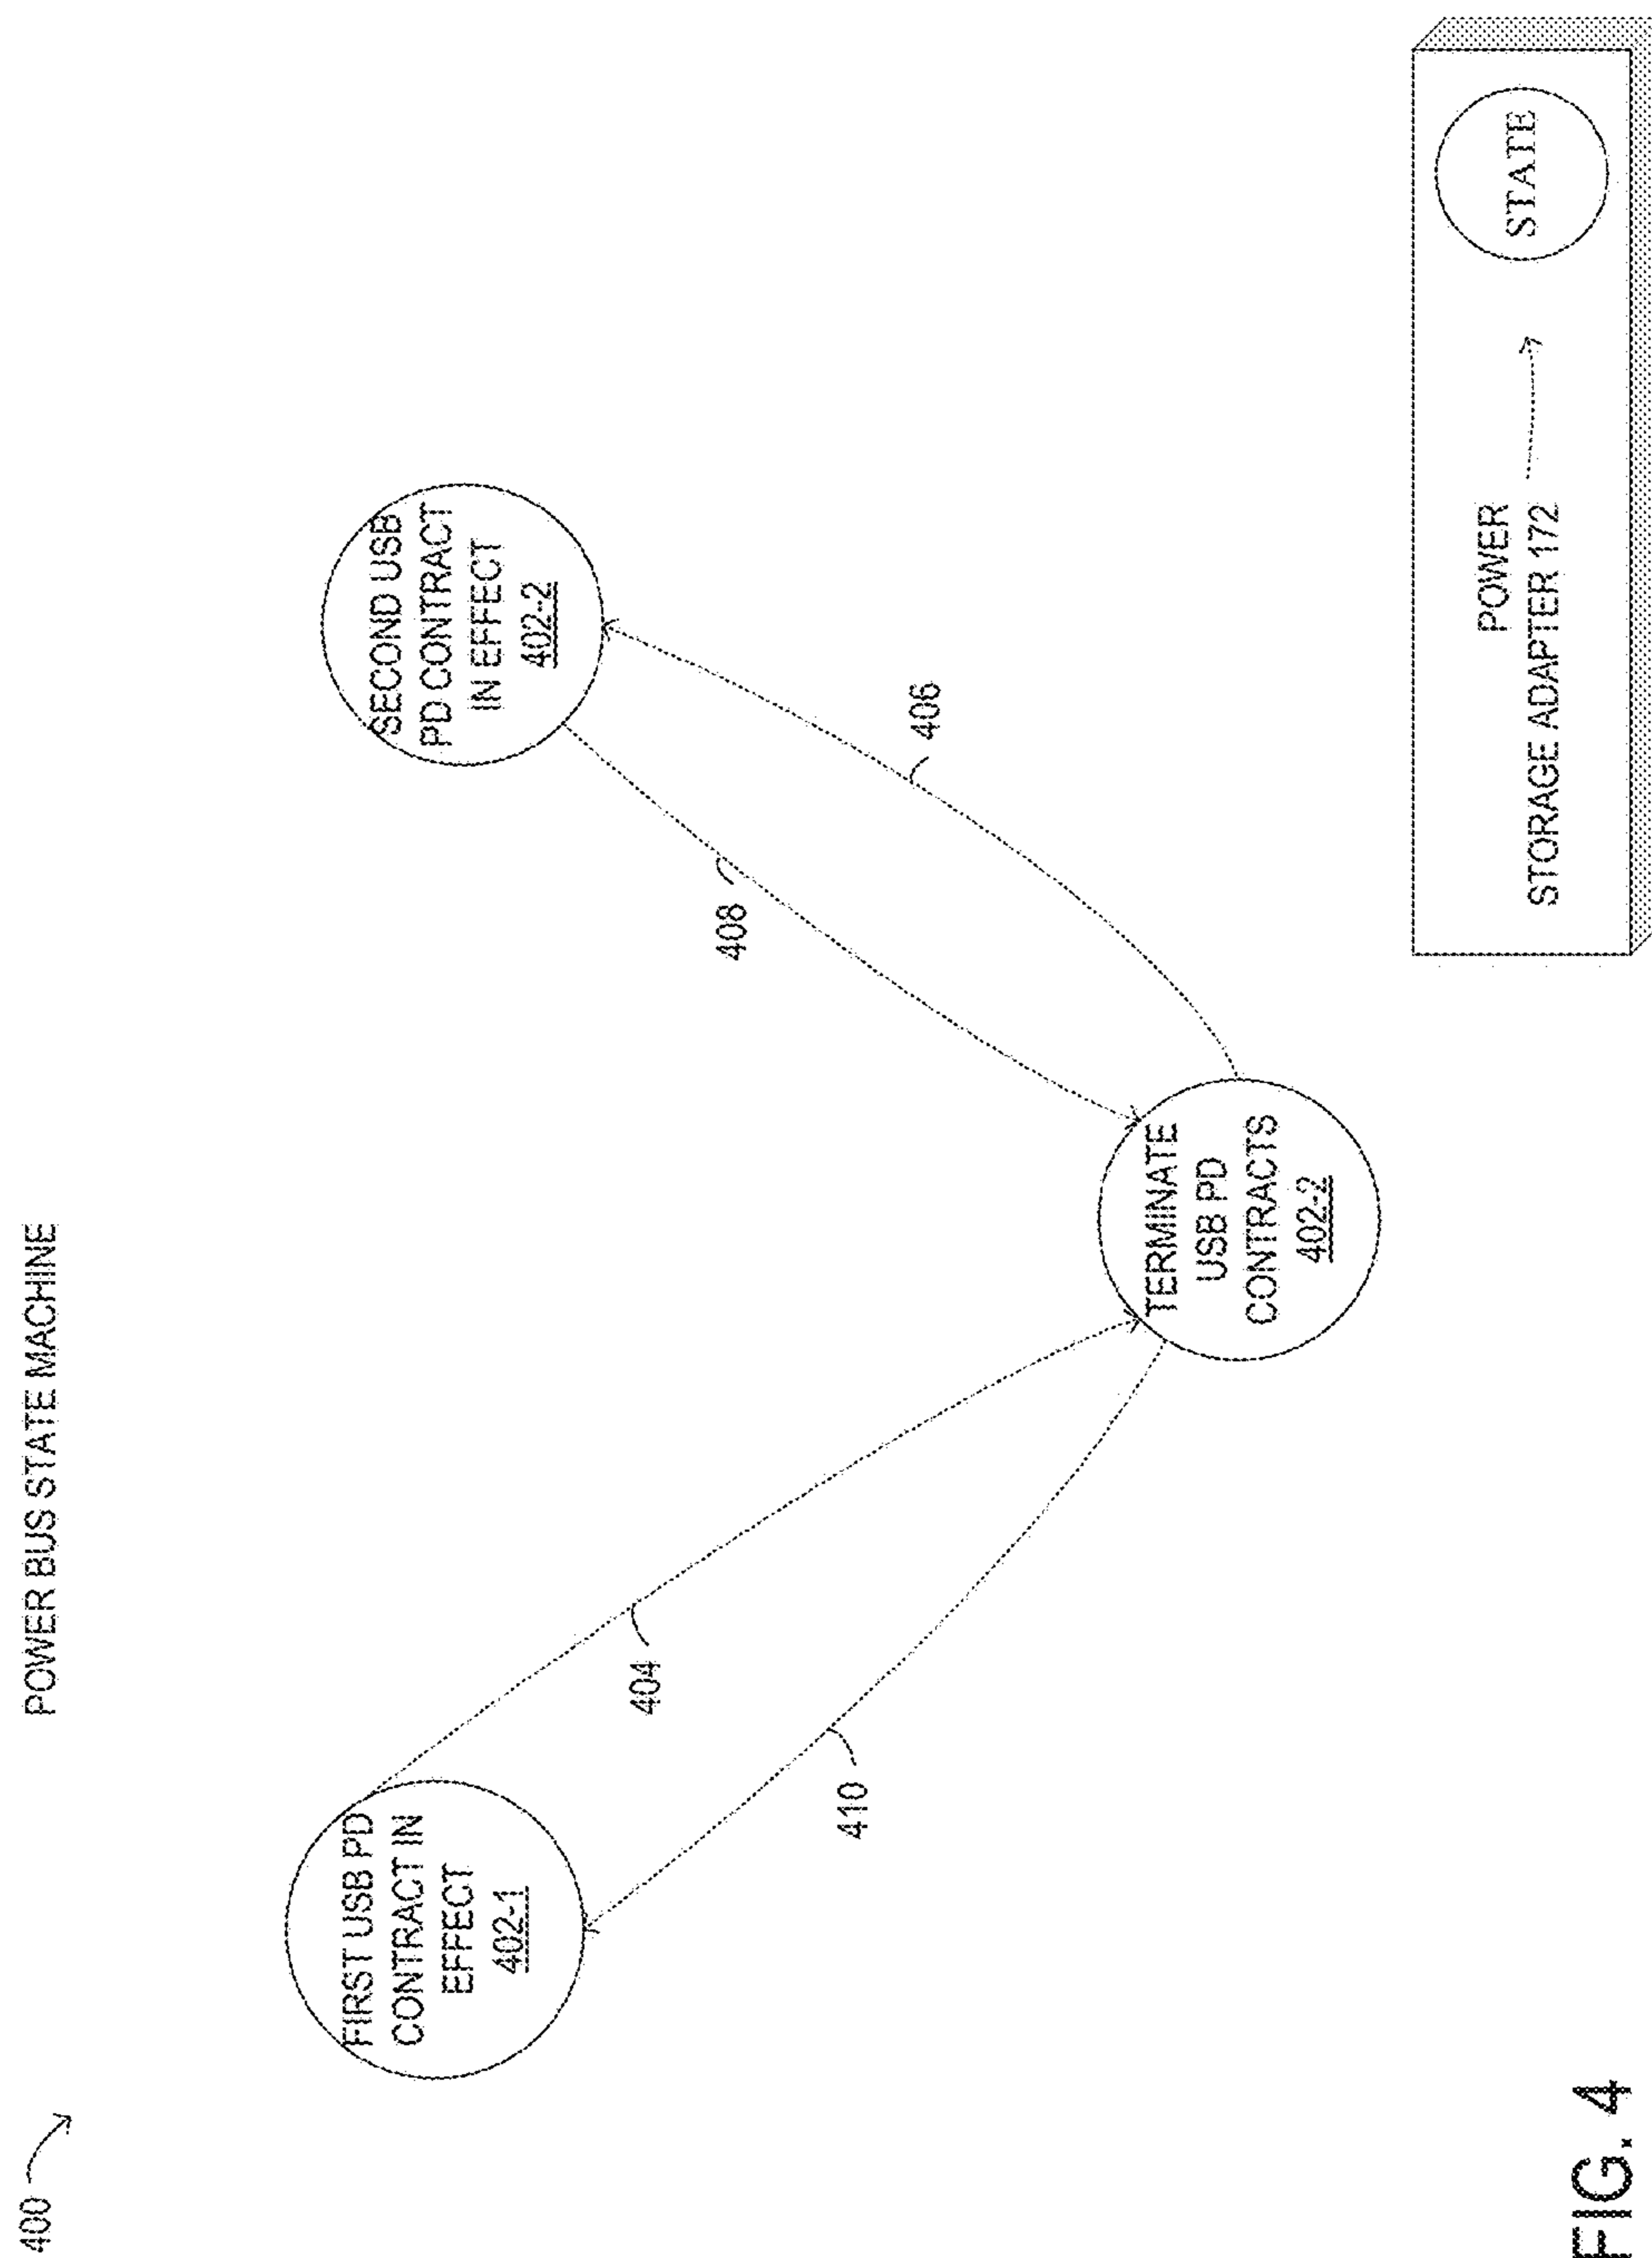 400
POWER BUS STATE MACHINE
FIRST USB PD
CONTRACT IN
EFFECT
402-1
SECOND USB
PD CONTRACT
IN EFFECT
402-2
404
408
410
406
TERMINATE
USB PD
CONTRACTS
402-2
POWER
STORAGE ADAPTER 172
STATE
FIG. 4